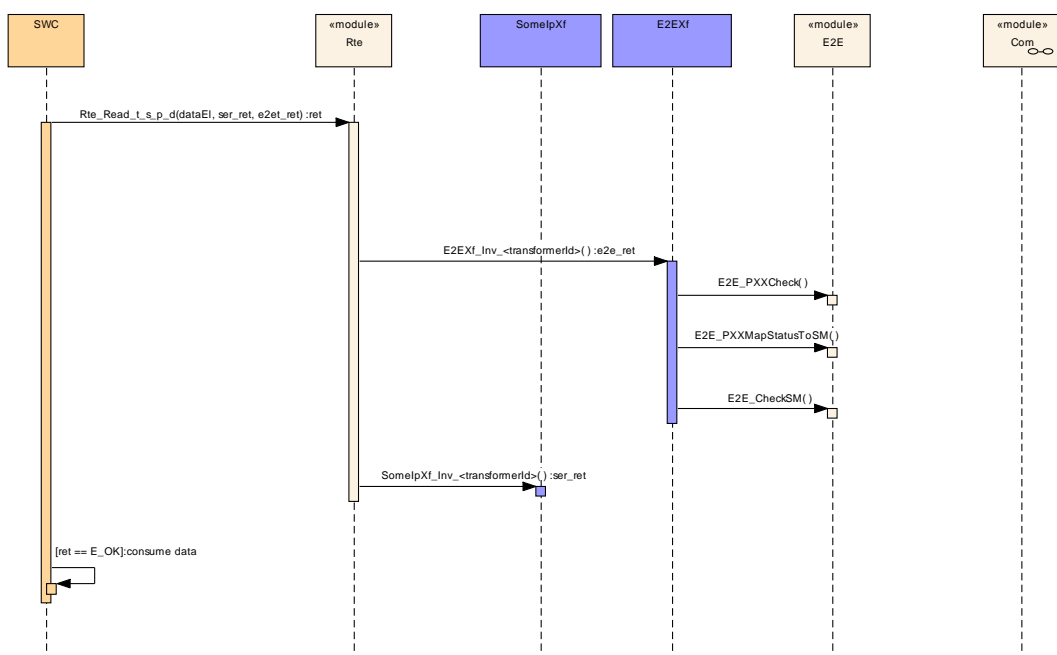 SWC
«module»
Rte
SomeIpXf
E2EXf
«module»
E2E
«module»
Com
Rte_Read_t_s_p_d(dataEl, ser_ret, e2et_ret) :ret
E2EXf_Inv_<transformerId>() :e2e_ret
E2E_PXXCheck()
E2E_PXXMapStatusToSM()
E2E_CheckSM()
SomeIpXf_Inv_<transformerId>() :ser_ret
[ret == E_OK]:consume data